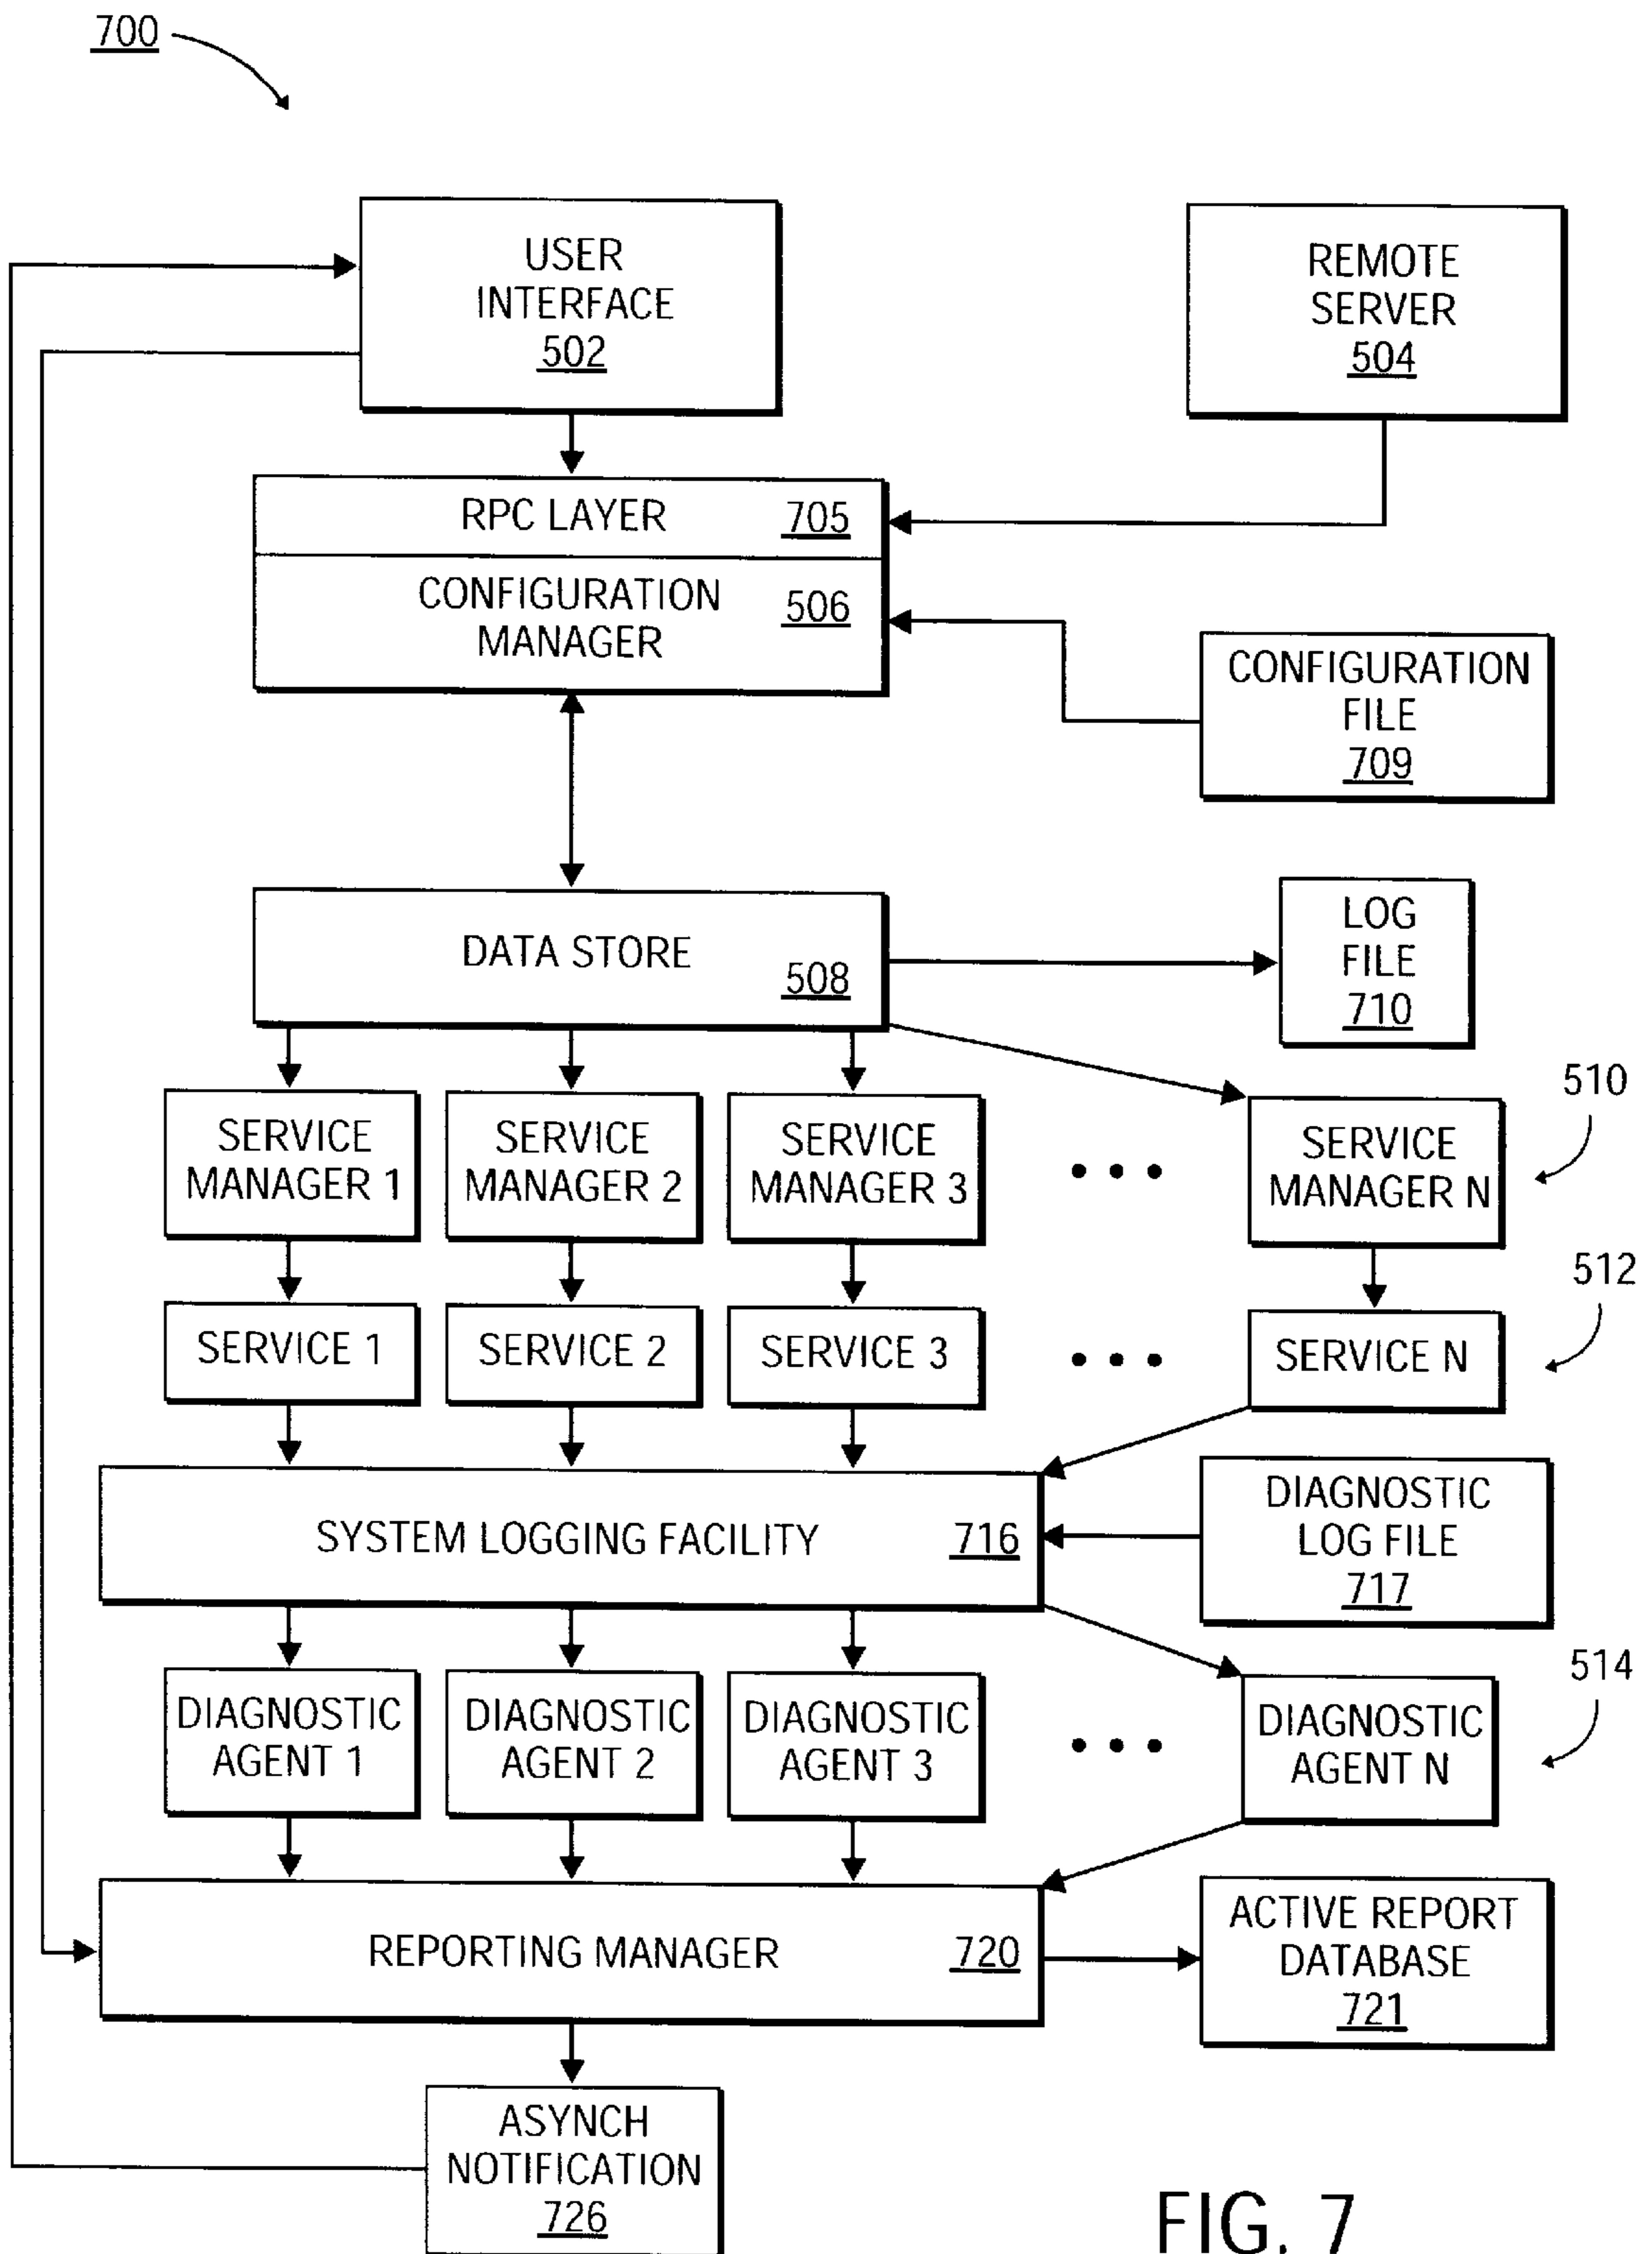 700
USER
INTERFACE
502
REMOTE
SERVER
504
RPC LAYER 705
CONFIGURATION
MANAGER
506
CONFIGURATION
FILE
709
DATA STORE
508
LOG
FILE
710
510
SERVICE
MANAGER 1
SERVICE
MANAGER 2
SERVICE
MANAGER 3
• • •
SERVICE
MANAGER N
512
SERVICE 1
SERVICE 2
SERVICE 3
• • •
SERVICE N
SYSTEM LOGGING FACILITY 716
DIAGNOSTIC
LOG FILE
717
514
DIAGNOSTIC
AGENT 1
DIAGNOSTIC
AGENT 2
DIAGNOSTIC
AGENT 3
• • •
DIAGNOSTIC
AGENT N
REPORTING MANAGER 720
ACTIVE REPORT
DATABASE
721
ASYNCH
NOTIFICATION
726
FIG. 7